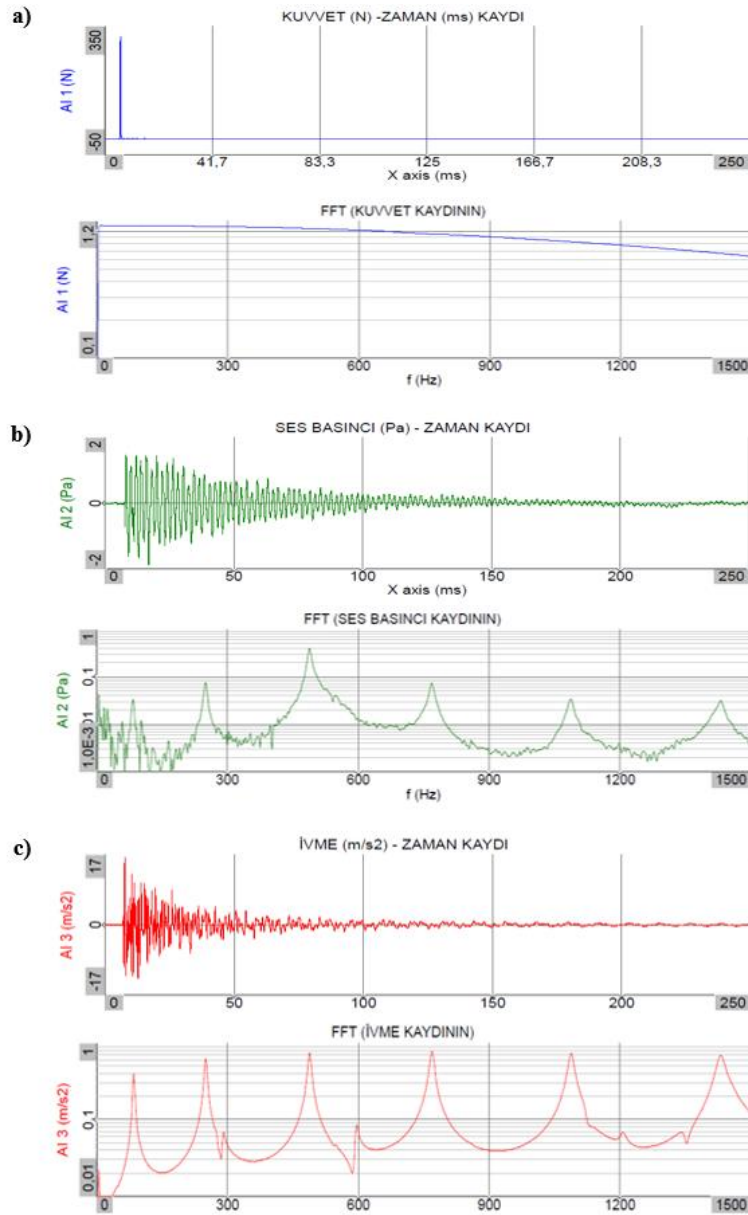 a)
KUVVET (N) -ZAMAN (ms) KAYDI
350
AI 1 (N)
-50
0 41,7 83,3 125 166,7 208,3 250
X axis (ms)
FFT (KUVVET KAYDININ)
1,2
AI 1 (N)
0,1
0 300 600 900 1200 1500
f (Hz)
b)
SES BASINCI (Pa) - ZAMAN KAYDI
2
0
AI 2 (Pa)
-2
0 50 100 150 200 250
X axis (ms)
FFT (SES BASINCI KAYDININ)
1
0,1
AI 2 (Pa)
1,0E-3
0 300 600 900 1200 1500
f (Hz)
c)
İVME (m/s2) - ZAMAN KAYDI
17
0
AI 3 (m/s2)
-17
0 50 100 150 200 250
FFT (İVME KAYDININ)
1
0,1
AI 3 (m/s2)
0,01
0 300 600 900 1200 1500